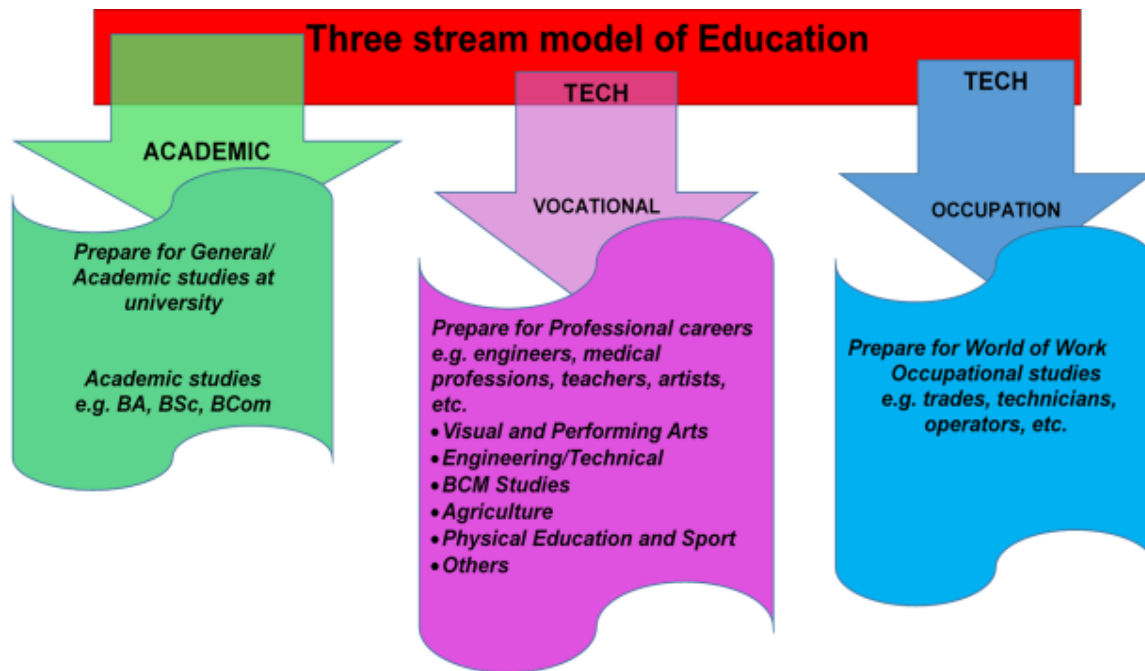 Three stream model of Education
ACADEMIC
Prepare for General/
Academic studies at
university
Academic studies
e.g. BA, BSc, BCom
TECH
VOCATIONAL
Prepare for Professional careers
e.g. engineers, medical
professions, teachers, artists,
etc.
•Visual and Performing Arts
•Engineering/Technical
•BCM Studies
•Agriculture
•Physical Education and Sport
•Others
TECH
OCCUPATION
Prepare for World of Work
Occupational studies
e.g. trades, technicians,
operators, etc.